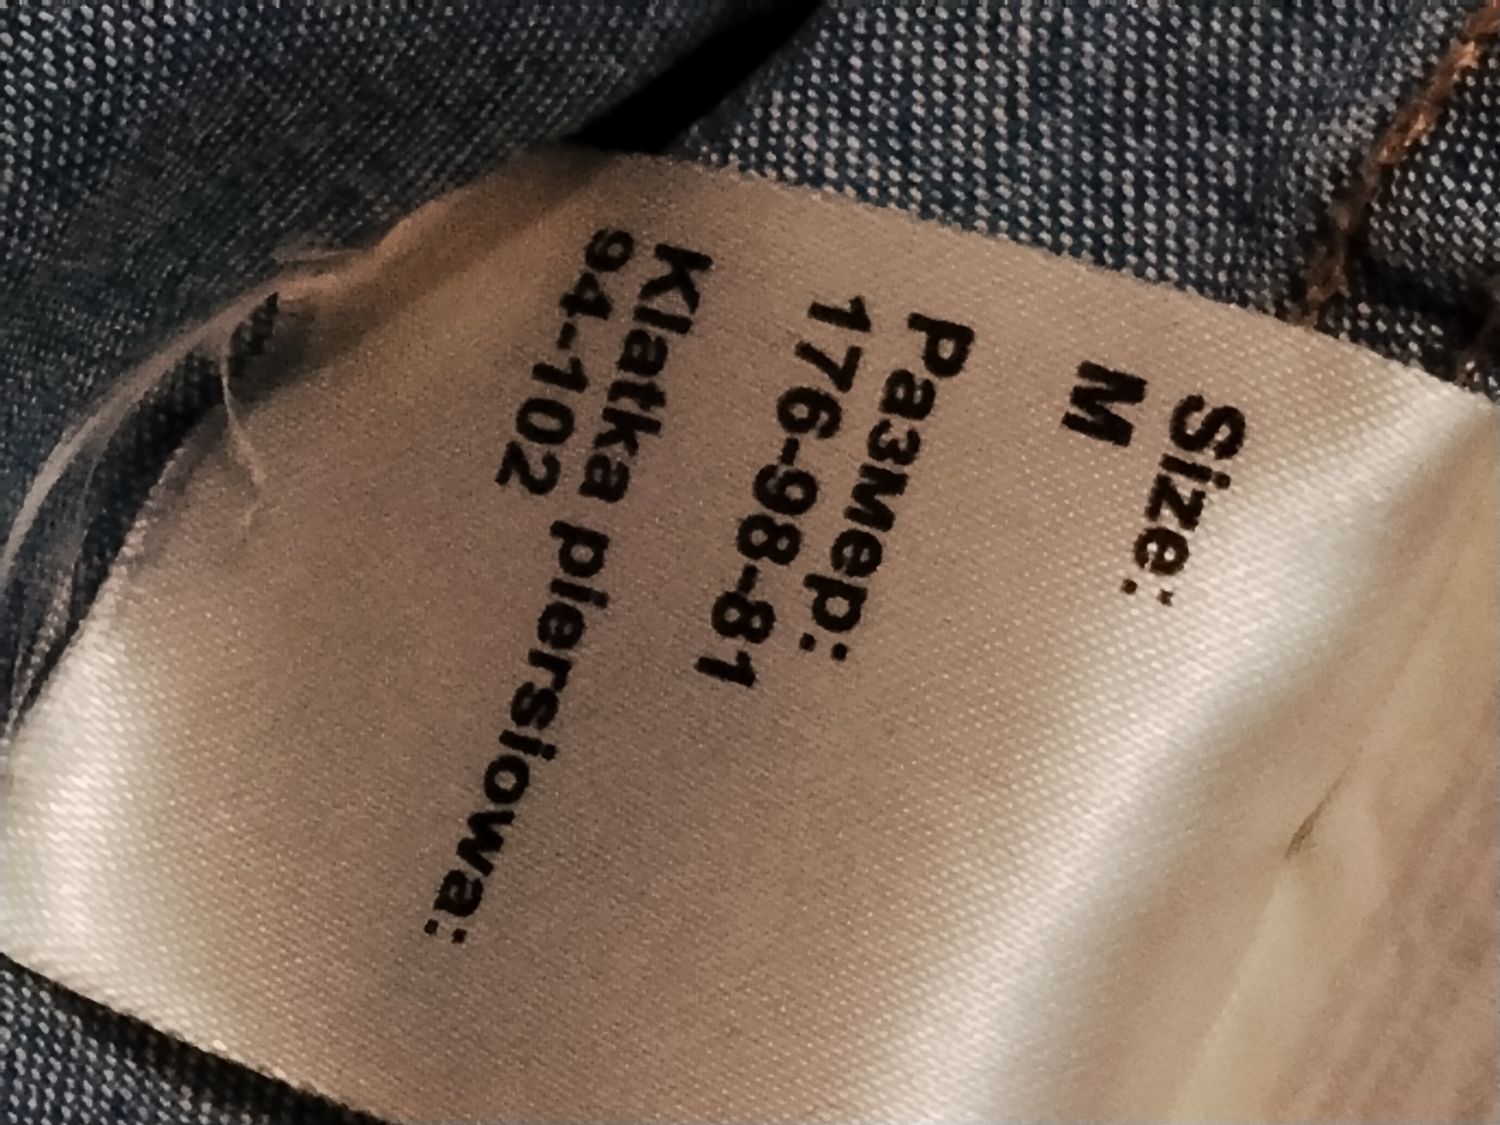 Size:
M
Размер:
176-98-81
Klatka piersiowa:
94-102